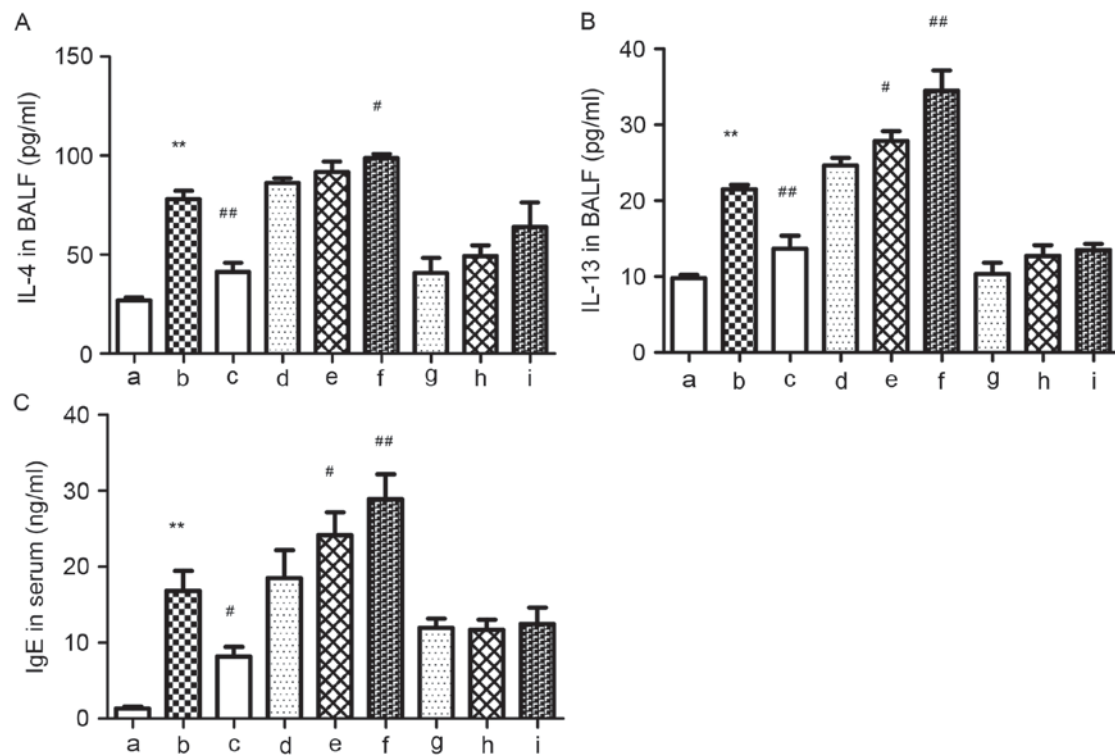 A
IL-4 in BALF (pg/ml)
150
100
50
0
**
##
#
a b c d e f g h i
B
IL-13 in BALF (pg/ml)
40
30
20
10
0
**
##
#
##
a b c d e f g h i
C
IgE in serum (ng/ml)
40
30
20
10
0
**
#
#
##
a b c d e f g h i